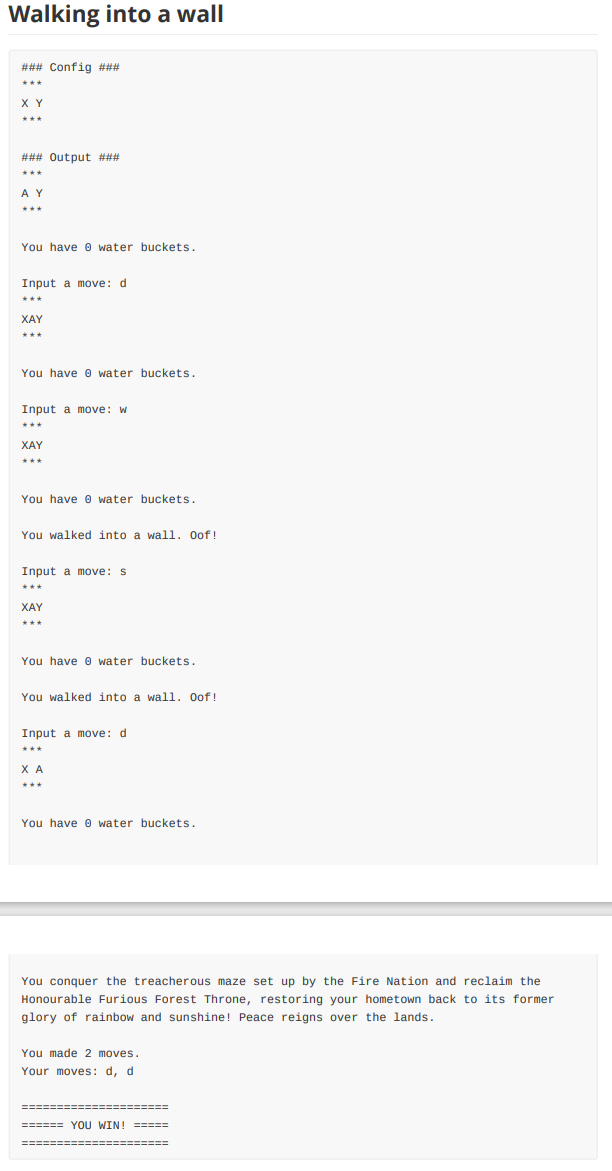 Walking into a wall
### Config ###
***
X Y
***
### Output ###
***
A Y
***
You have 0 water buckets.
Input a move: d
***
XAY
***
You have 0 water buckets.
Input a move: w
***
XAY
***
You have 0 water buckets.
You walked into a wall. Oof!
Input a move: s
***
XAY
***
You have 0 water buckets.
You walked into a wall. Oof!
Input a move: d
***
X A
***
You have 0 water buckets.
You conquer the treacherous maze set up by the Fire Nation and reclaim the
Honourable Furious Forest Throne, restoring your hometown back to its former
glory of rainbow and sunshine! Peace reigns over the lands.
You made 2 moves.
Your moves: d, d
=====================
====== YOU WIN! =====
=====================